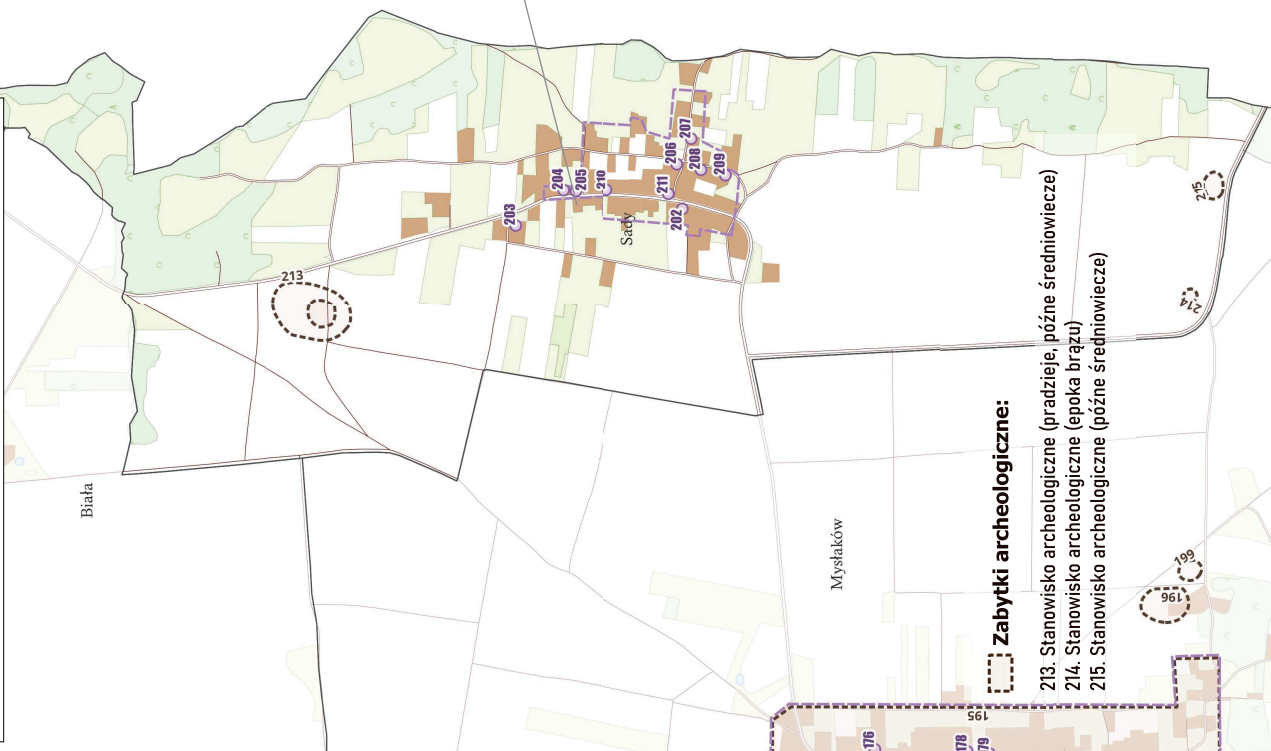 Biała
213
203
204
205
210
Sady
206
207
208
209
211
202
215
214
Mysłaków
Zabytki archeologiczne:
213. Stanowisko archeologiczne (pradzieje, późne średniowiecze)
214. Stanowisko archeologiczne (epoka brązu)
215. Stanowisko archeologiczne (późne średniowiecze)
199
196
195
176
178
79